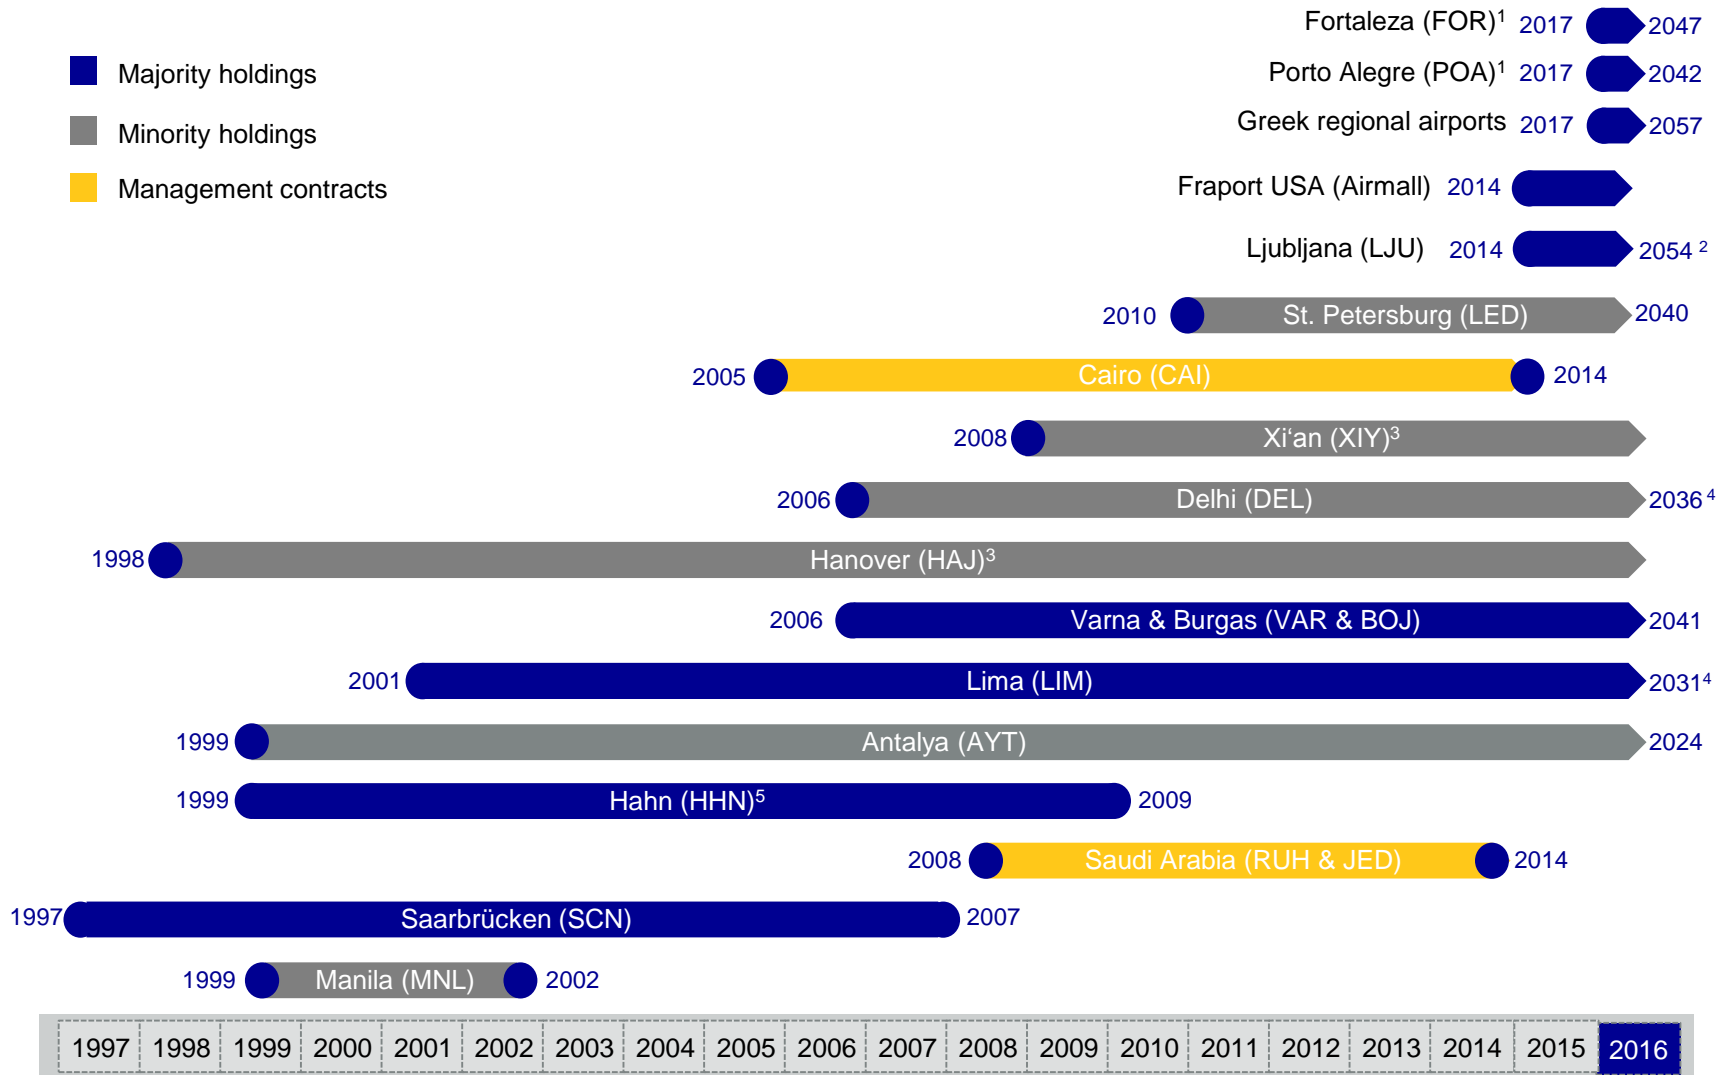 Majority holdings
Minority holdings
Management contracts
Fortaleza (FOR)¹ 2017 2047
Porto Alegre (POA)¹ 2017 2042
Greek regional airports 2017 2057
Fraport USA (Airmall) 2014
Ljubljana (LJU) 2014 2054 ²
2010 St. Petersburg (LED) 2040
2005 Cairo (CAI) 2014
2008 Xi‘an (XIY)³
2006 Delhi (DEL) 2036 ⁴
1998 Hanover (HAJ)³
2006 Varna & Burgas (VAR & BOJ) 2041
2001 Lima (LIM) 2031⁴
1999 Antalya (AYT) 2024
1999 Hahn (HHN)⁵ 2009
2008 Saudi Arabia (RUH & JED) 2014
1997 Saarbrücken (SCN) 2007
1999 Manila (MNL) 2002
1997 1998 1999 2000 2001 2002 2003 2004 2005 2006 2007 2008 2009 2010 2011 2012 2013 2014 2015 2016